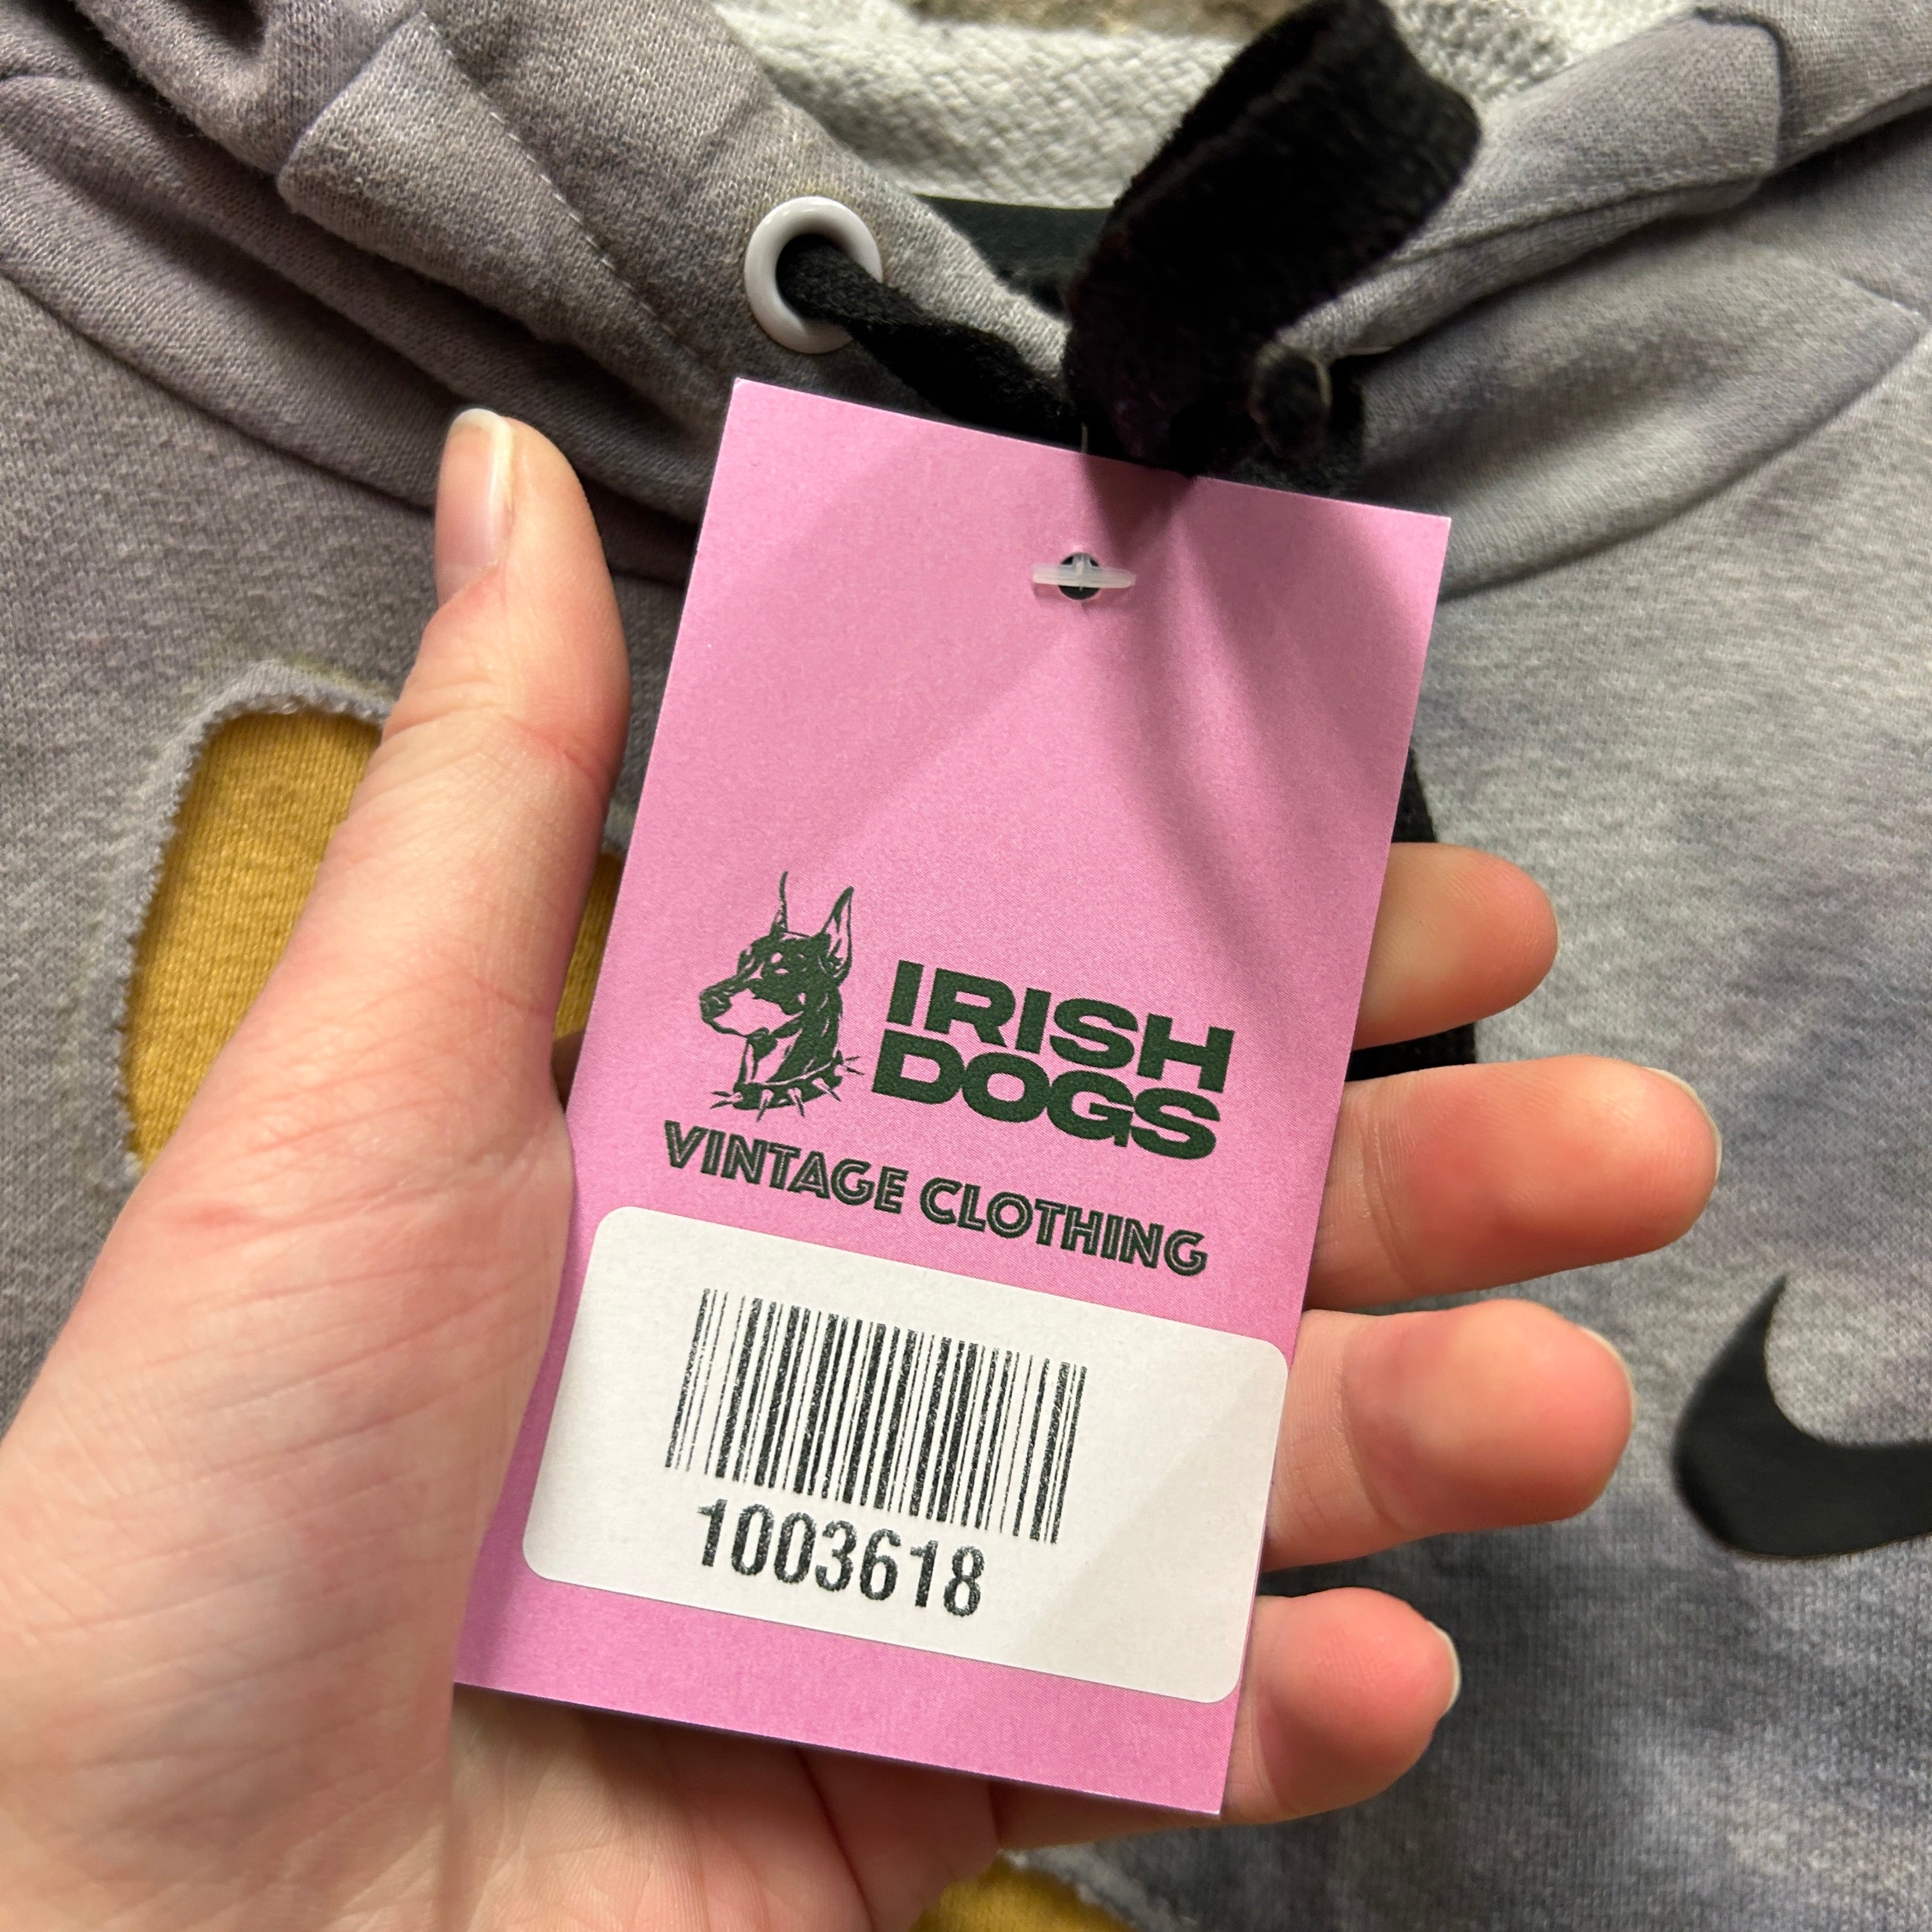 IRISH
DOGS
VINTAGE CLOTHING
1003618